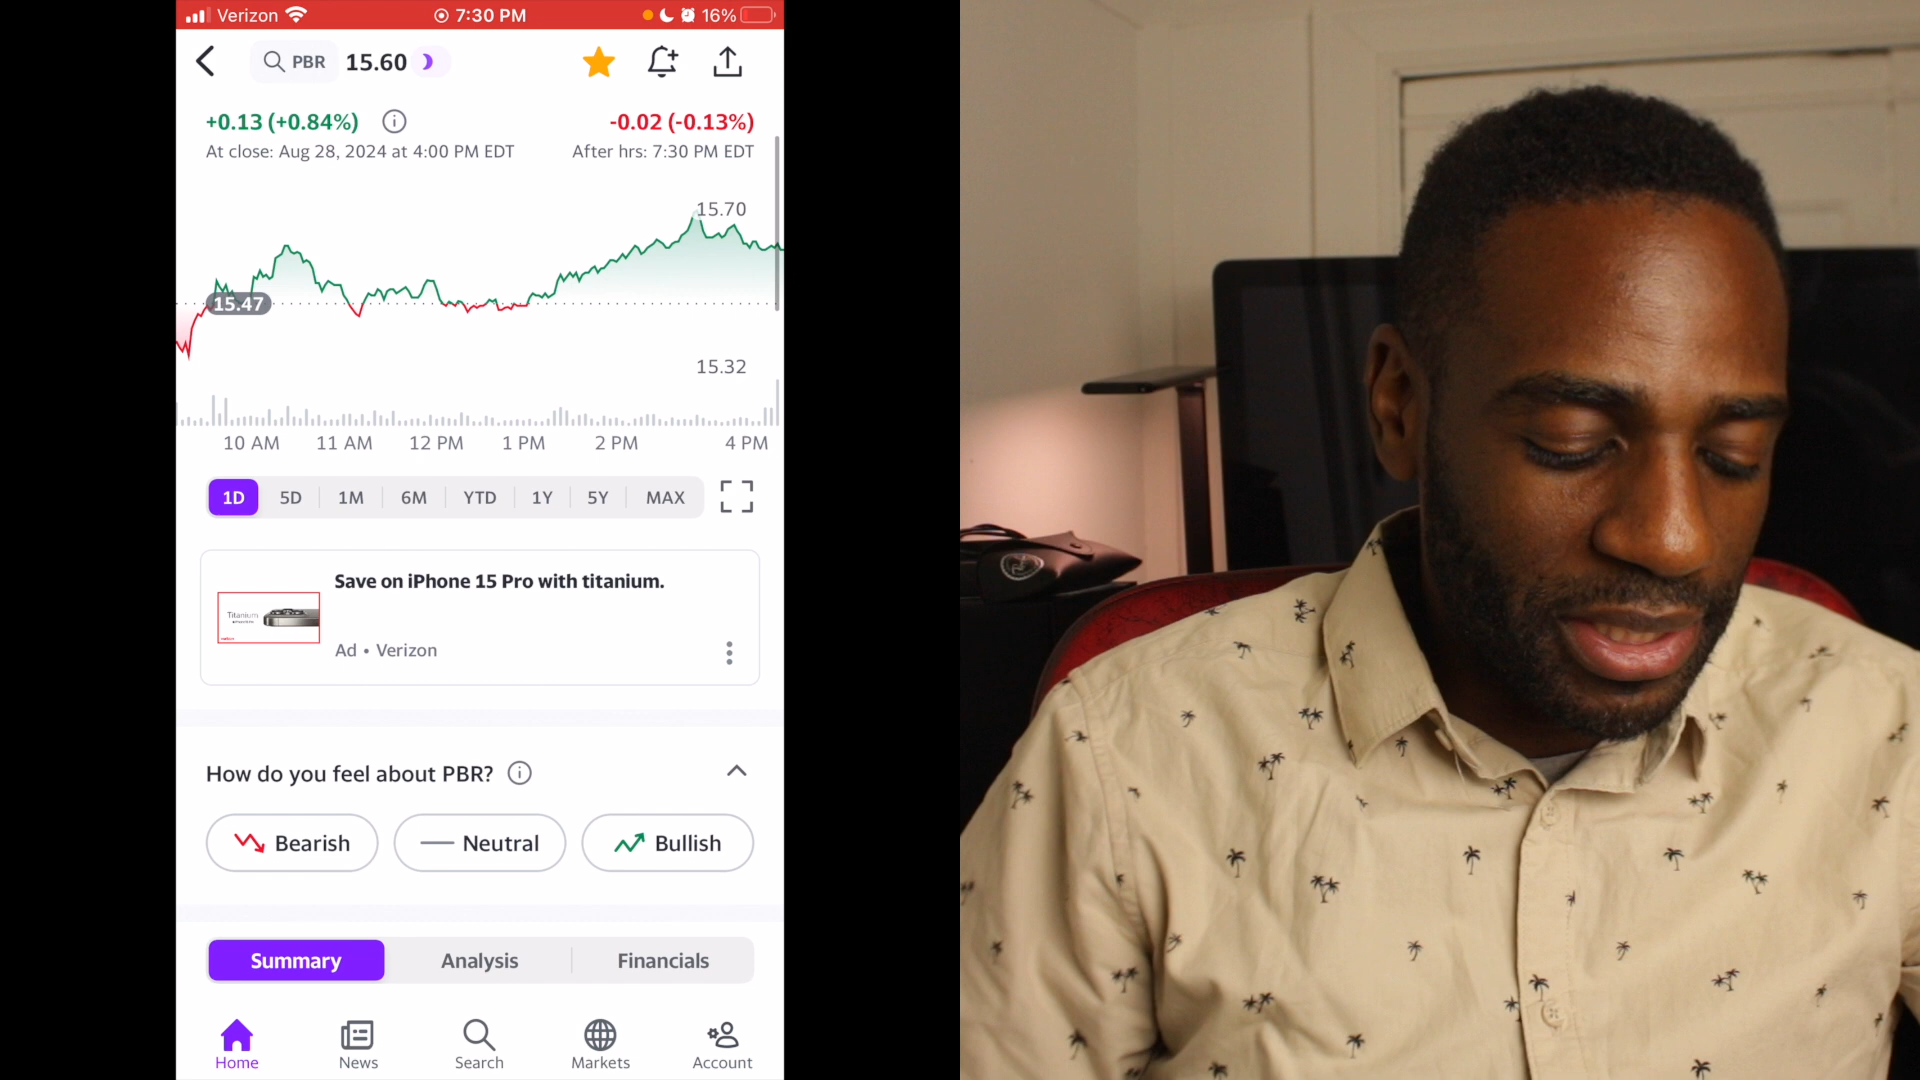 Verizon 7:30 PM 16%
PBR 15.60
+0.13 (+0.84%) -0.02 (-0.13%)
At close: Aug 28, 2024 at 4:00 PM EDT After hrs: 7:30 PM EDT
15.70
15.47
15.32
10 AM 11 AM 12 PM 1 PM 2 PM 4 PM
1D 5D 1M 6M YTD 1Y 5Y MAX
Save on iPhone 15 Pro with titanium.
Titanium
Ad • Verizon
How do you feel about PBR?
Bearish Neutral Bullish
Summary Analysis Financials
Home News Search Markets Account